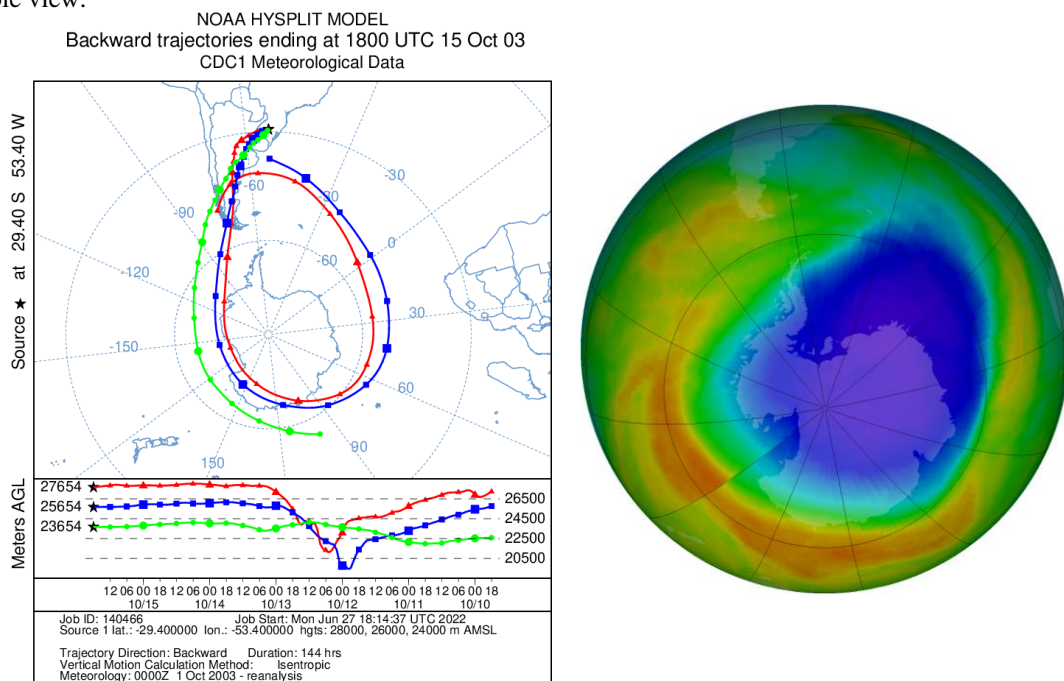 ble view.
NOAA HYSPLIT MODEL
Backward trajectories ending at 1800 UTC 15 Oct 03
CDC1 Meteorological Data
Source ★ at 29.40 S 53.40 W
-30
-60
-30
-90
0
-60
-120
30
-150
-60
90
150
Meters AGL
27654
25654
23654
26500
24500
22500
20500
12 06 00 18 12 06 00 18 12 06 00 18 12 06 00 18 12 06 00 18 12 06 00 18
10/15 10/14 10/13 10/12 10/11 10/10
Job ID: 140466 Job Start: Mon Jun 27 18:14:37 UTC 2022
Source 1 lat.: -29.400000 lon.: -53.400000 hgts: 28000, 26000, 24000 m AMSL
Trajectory Direction: Backward Duration: 144 hrs
Vertical Motion Calculation Method: Isentropic
Meteorology: 0000Z 1 Oct 2003 - reanalysis